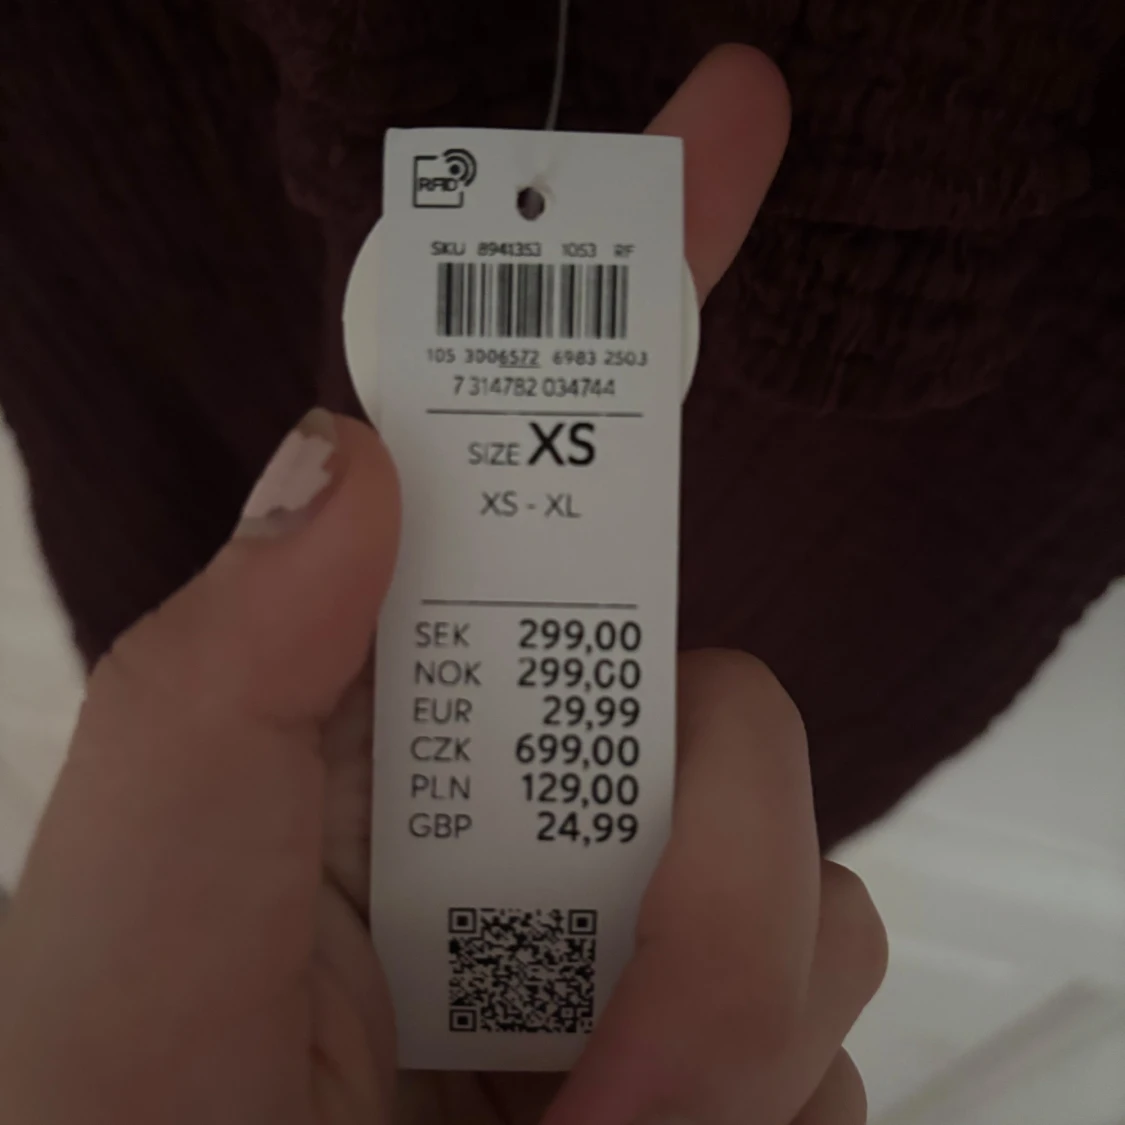 RFID
SKU 8941353 1053 RF
105 3006572 6983 2503
7 314782 034744
SIZE XS
XS - XL
SEK 299,00
NOK 299,00
EUR 29,99
CZK 699,00
PLN 129,00
GBP 24,99